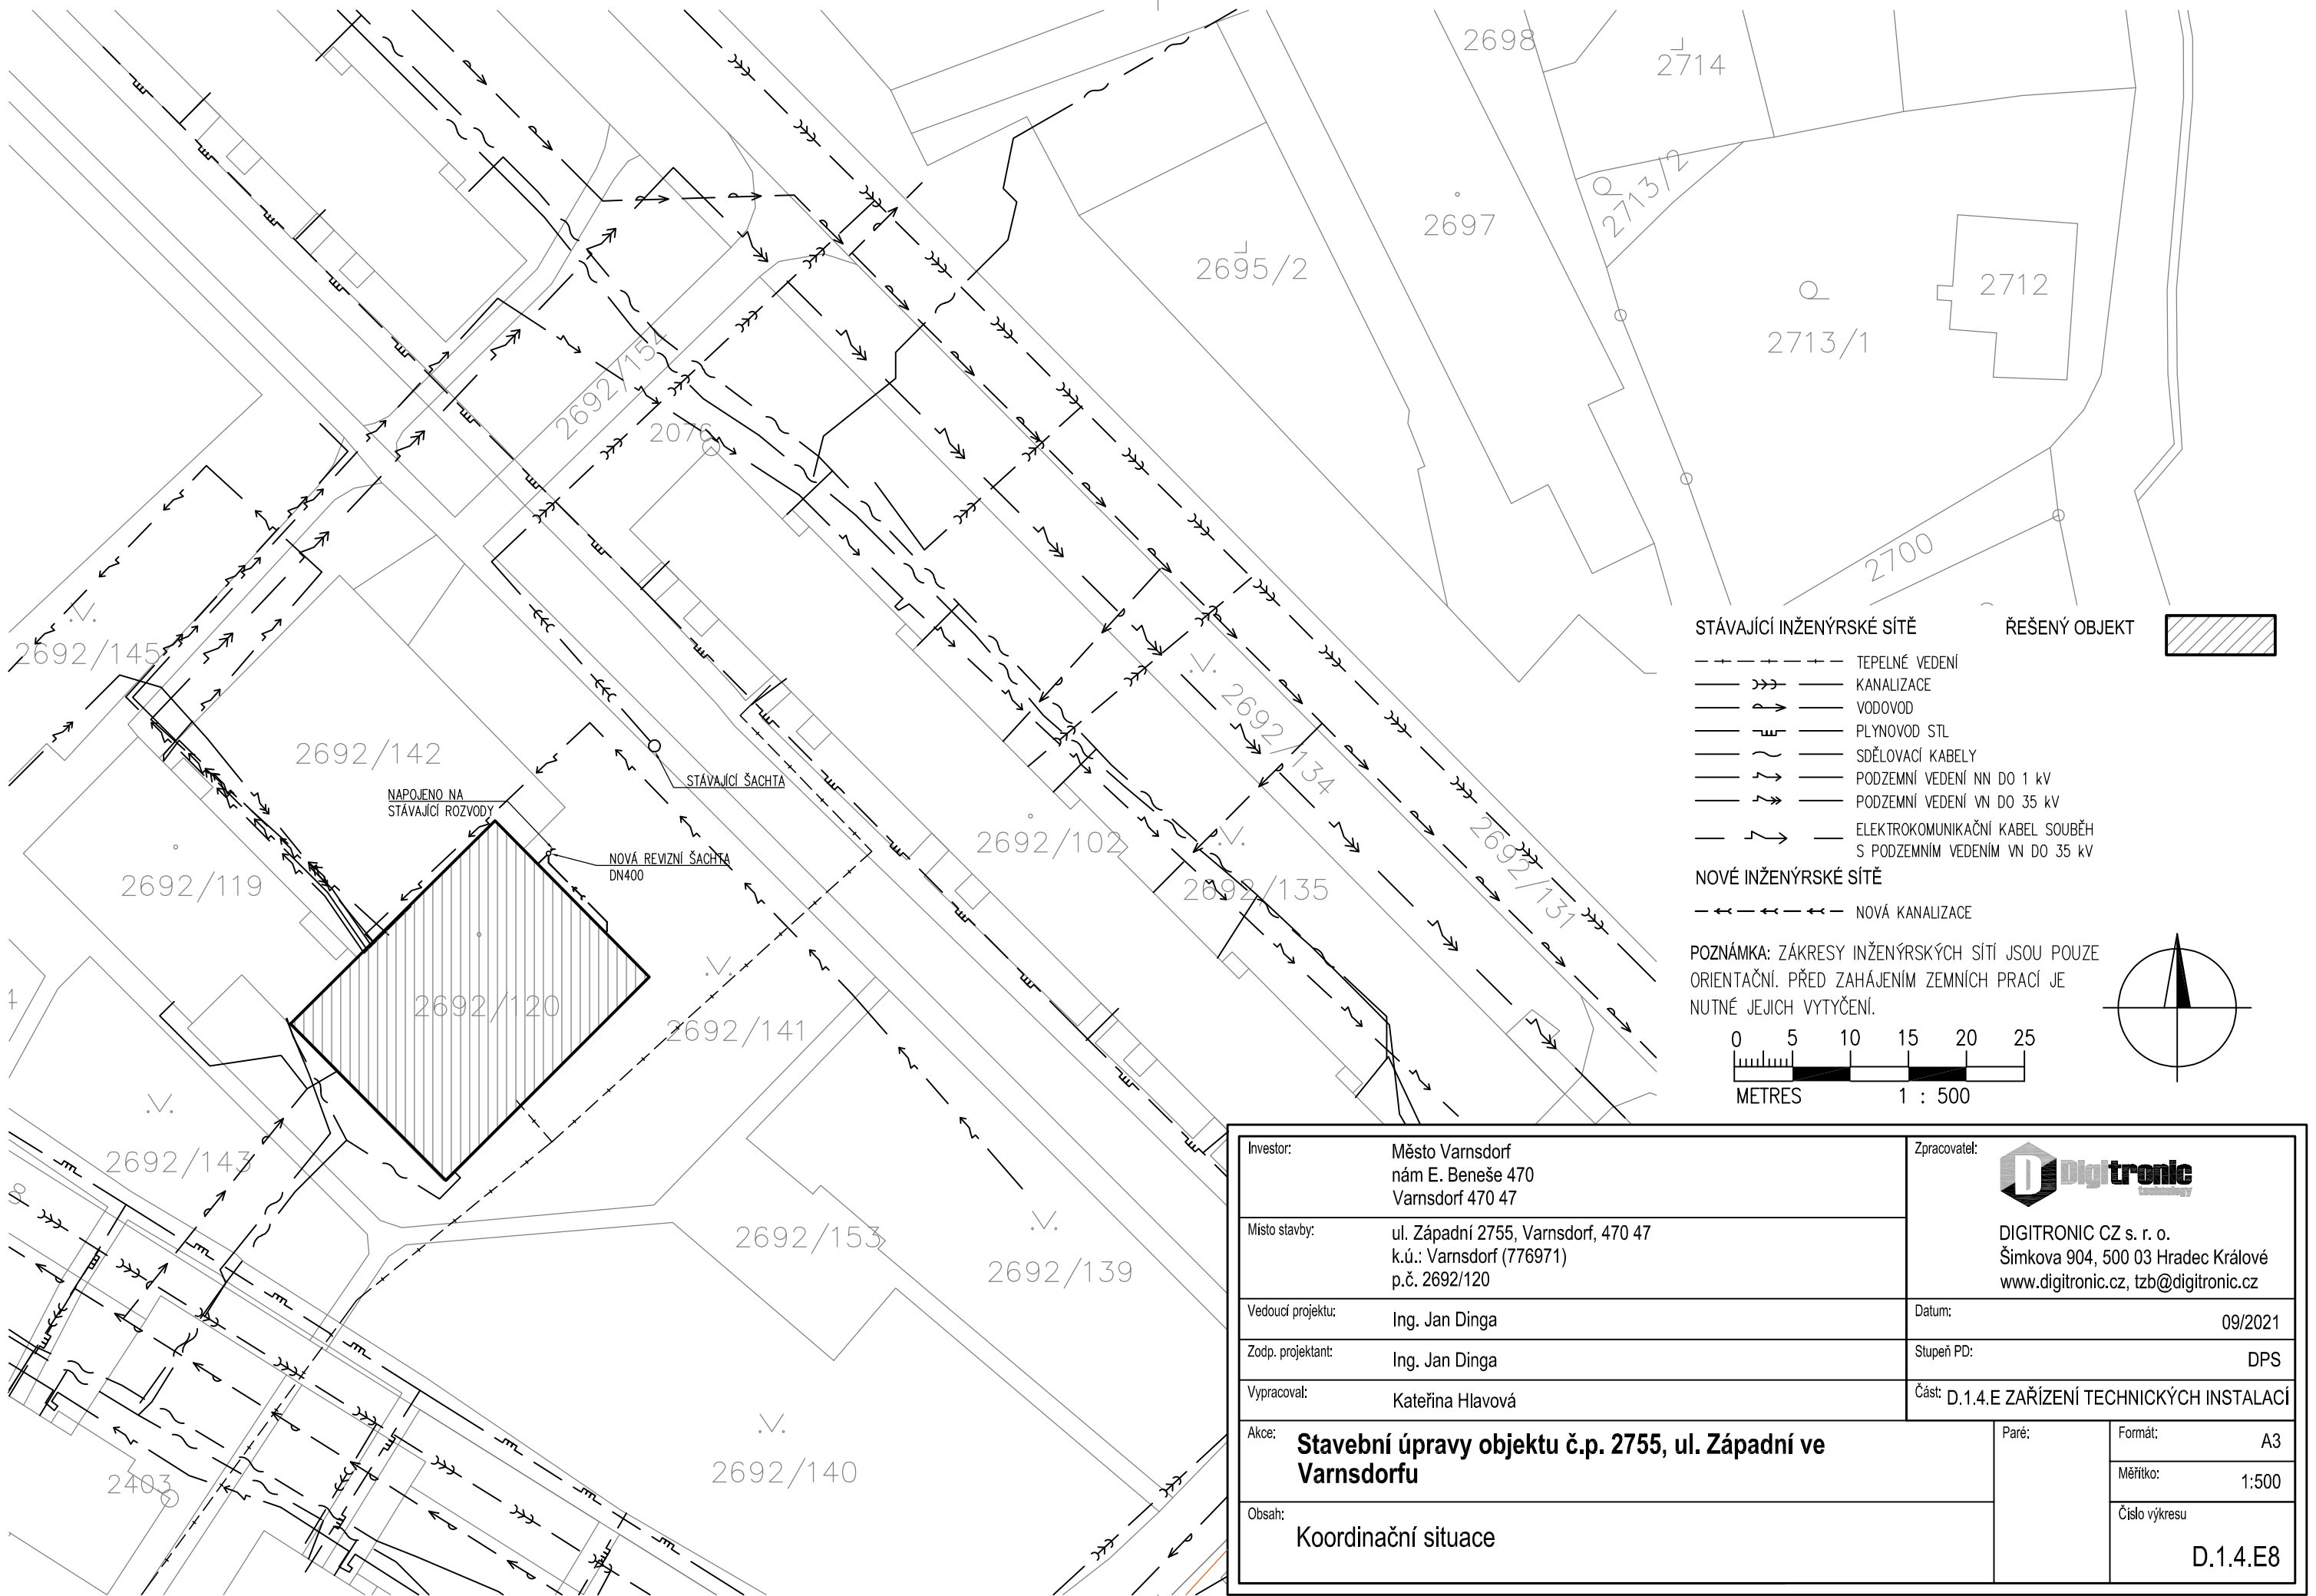 2698
2714
2713/2
2697
2695/2
2712
2713/1
2692/154
2076
2700
2692/145
2692/142
2692/134
2692/102
2692/135
2692/131
2692/119
2692/120
2692/141
2692/143
2692/153
2692/139
2692/140
2403
4
8
STÁVAJÍCÍ ŠACHTA
NAPOJENO NA
STÁVAJÍCÍ ROZVODY
NOVÁ REVIZNÍ ŠACHTA
DN400
STÁVAJÍCÍ INŽENÝRSKÉ SÍTĚ
ŘEŠENÝ OBJEKT
TEPELNÉ VEDENÍ
KANALIZACE
VODOVOD
PLYNOVOD STL
SDĚLOVACÍ KABELY
PODZEMNÍ VEDENÍ NN DO 1 kV
PODZEMNÍ VEDENÍ VN DO 35 kV
ELEKTROKOMUNIKAČNÍ KABEL SOUBĚH
S PODZEMNÍM VEDENÍM VN DO 35 kV
NOVÉ INŽENÝRSKÉ SÍTĚ
NOVÁ KANALIZACE
POZNÁMKA: ZÁKRESY INŽENÝRSKÝCH SÍTÍ JSOU POUZE
ORIENTAČNÍ. PŘED ZAHÁJENÍM ZEMNÍCH PRACÍ JE
NUTNÉ JEJICH VYTYČENÍ.
0 5 10 15 20 25
METRES 1 : 500
Investor: Město Varnsdorf
nám E. Beneše 470
Varnsdorf 470 47
Zpracovatel:
D Digitronic
technology
DIGITRONIC CZ s. r. o.
Šimkova 904, 500 03 Hradec Králové
www.digitronic.cz, tzb@digitronic.cz
Místo stavby: ul. Západní 2755, Varnsdorf, 470 47
k.ú.: Varnsdorf (776971)
p.č. 2692/120
Vedoucí projektu: Ing. Jan Dinga
Datum: 09/2021
Zodp. projektant: Ing. Jan Dinga
Stupeň PD: DPS
Vypracoval: Kateřina Hlavová
Část: D.1.4.E ZAŘÍZENÍ TECHNICKÝCH INSTALACÍ
Akce: Stavební úpravy objektu č.p. 2755, ul. Západní ve
Varnsdorfu
Paré:
Formát: A3
Měřítko: 1:500
Obsah: Koordinační situace
Číslo výkresu
D.1.4.E8